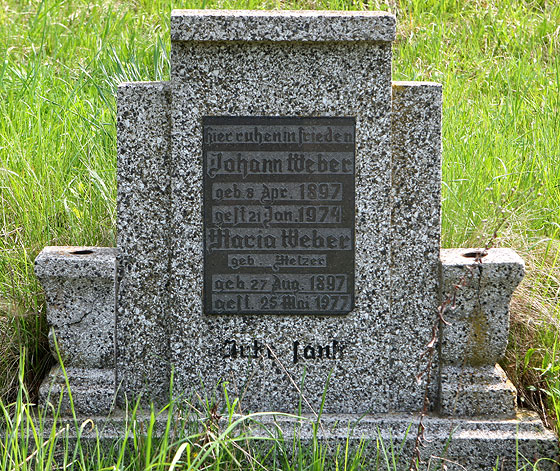 hier ruhen in frieden
Johann Weber
geb 8 Apr. 1897
gest 21 Jan. 1974
Maria Weber
geb. Metzer
geb 27 Aug. 1897
gest. 25 Mai 1977